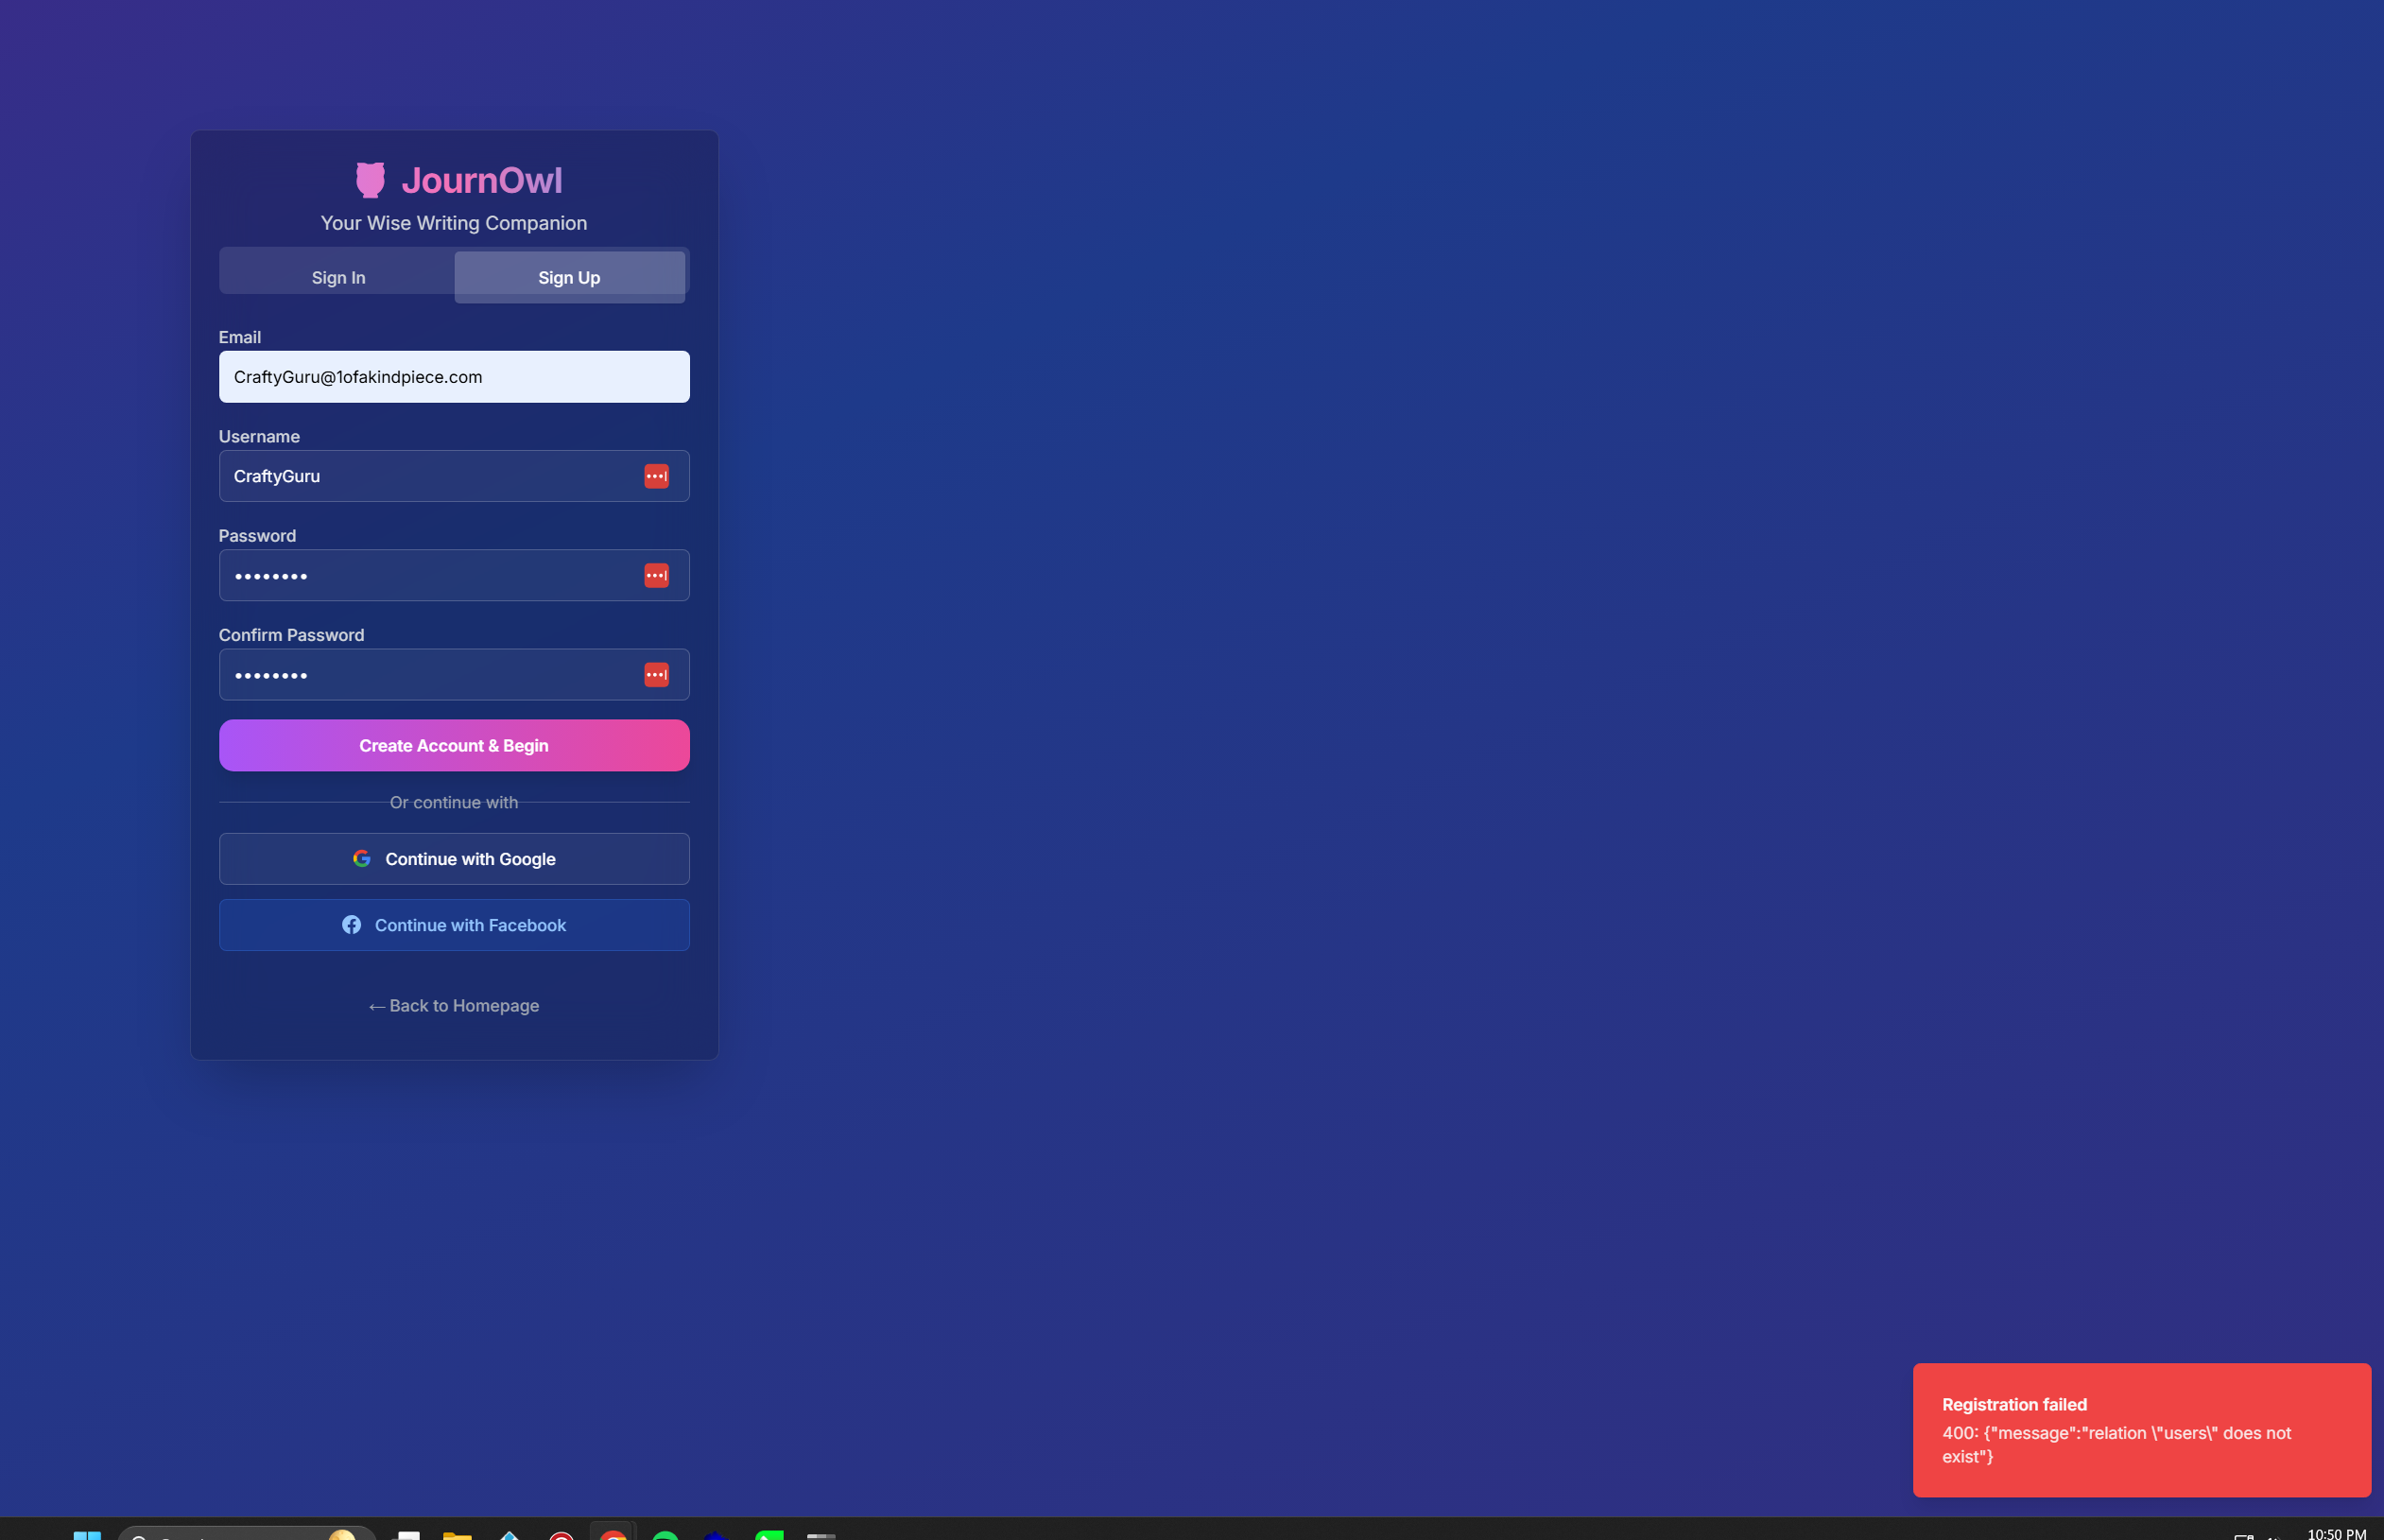 JournOwl
Your Wise Writing Companion
Sign In
Sign Up
Email
CraftyGuru@1ofakindpiece.com
Username
CraftyGuru
Password
••••••••
Confirm Password
••••••••
Create Account & Begin
Or continue with
Continue with Google
Continue with Facebook
← Back to Homepage
Registration failed
400: {"message":"relation \"users\" does not
exist"}
10:50 PM